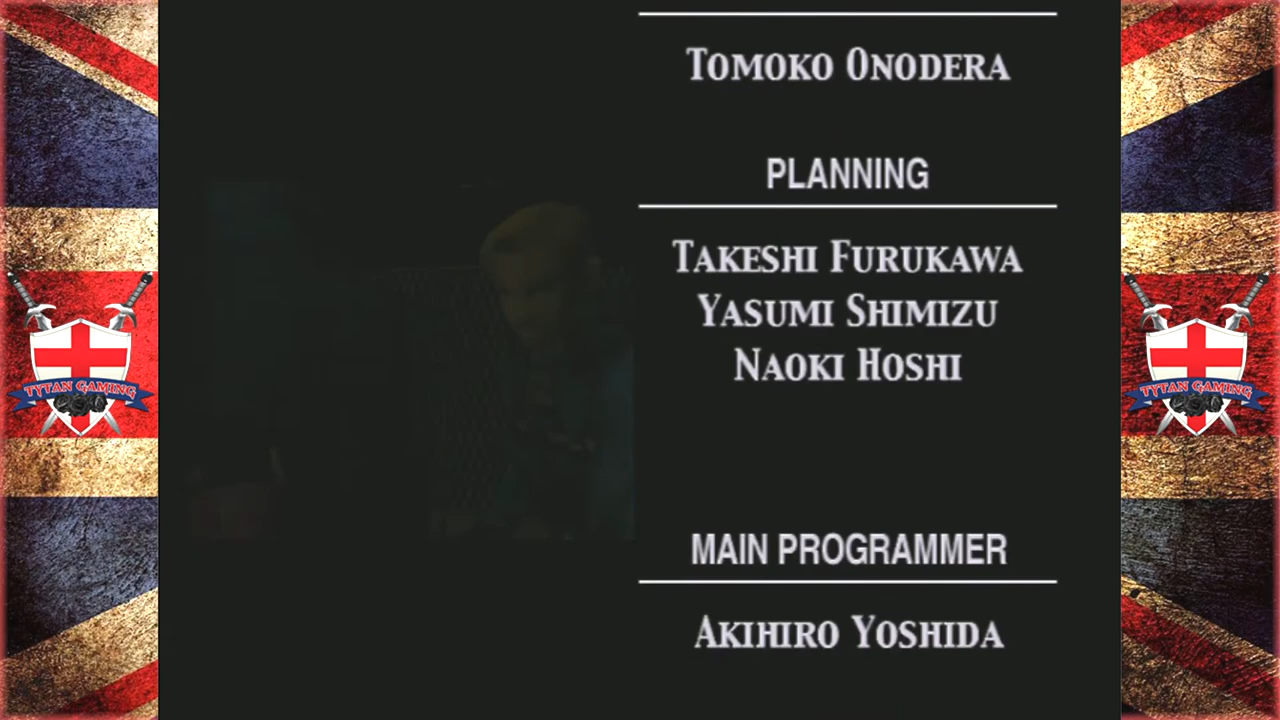 TOMOKO ONODERA
PLANNING
TAKESHI FURUKAWA
YASUMI SHIMIZU
NAOKI HOSHI
MAIN PROGRAMMER
AKIHIRO YOSHIDA
TYTAN GAMING
TYTAN GAMING